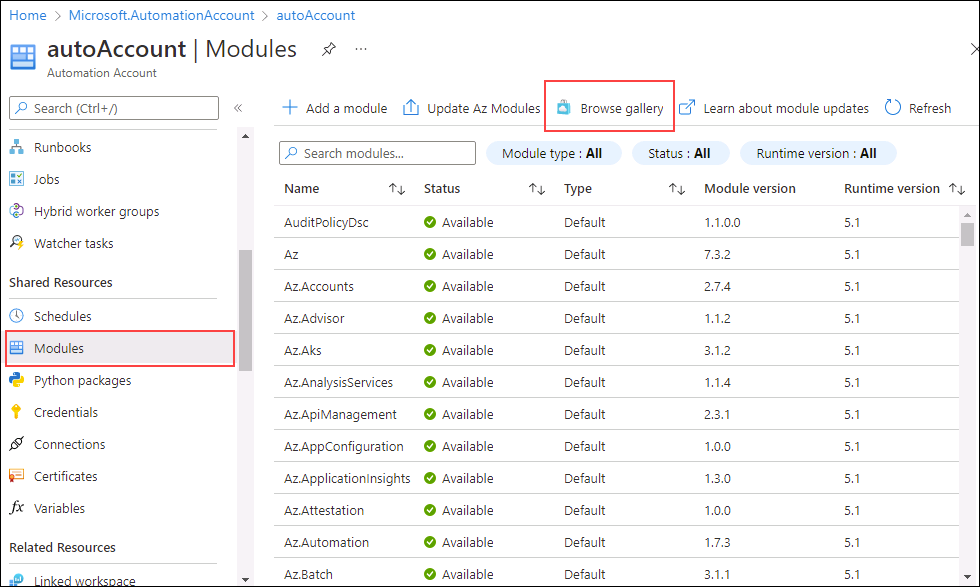 Home > Microsoft.AutomationAccount > autoAccount
autoAccount | Modules
Automation Account
Search (Ctrl+/)
Runbooks
Jobs
Hybrid worker groups
Watcher tasks
Shared Resources
Schedules
Modules
Python packages
Credentials
Connections
Certificates
Variables
Related Resources
Linked workspace
Add a module Update Az Modules Browse gallery Learn about module updates Refresh
Search modules... Module type : All Status : All Runtime version : All
Name Status Type Module version Runtime version
AuditPolicyDsc Available Default 1.1.0.0 5.1
Az Available Default 7.3.2 5.1
Az.Accounts Available Default 2.7.4 5.1
Az.Advisor Available Default 1.1.2 5.1
Az.Aks Available Default 3.1.2 5.1
Az.AnalysisServices Available Default 1.1.4 5.1
Az.ApiManagement Available Default 2.3.1 5.1
Az.AppConfiguration Available Default 1.0.0 5.1
Az.ApplicationInsights Available Default 1.3.0 5.1
Az.Attestation Available Default 1.0.0 5.1
Az.Automation Available Default 1.7.3 5.1
Az.Batch Available Default 3.1.1 5.1